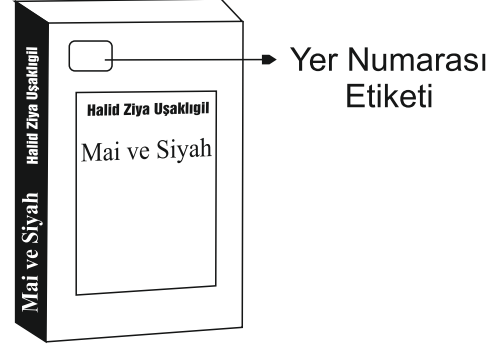 Yer Numarası
Etiketi
Halid Ziya Uşaklıgil
Mai ve Siyah
Halid Ziya Uşaklıgil
Mai ve Siyah